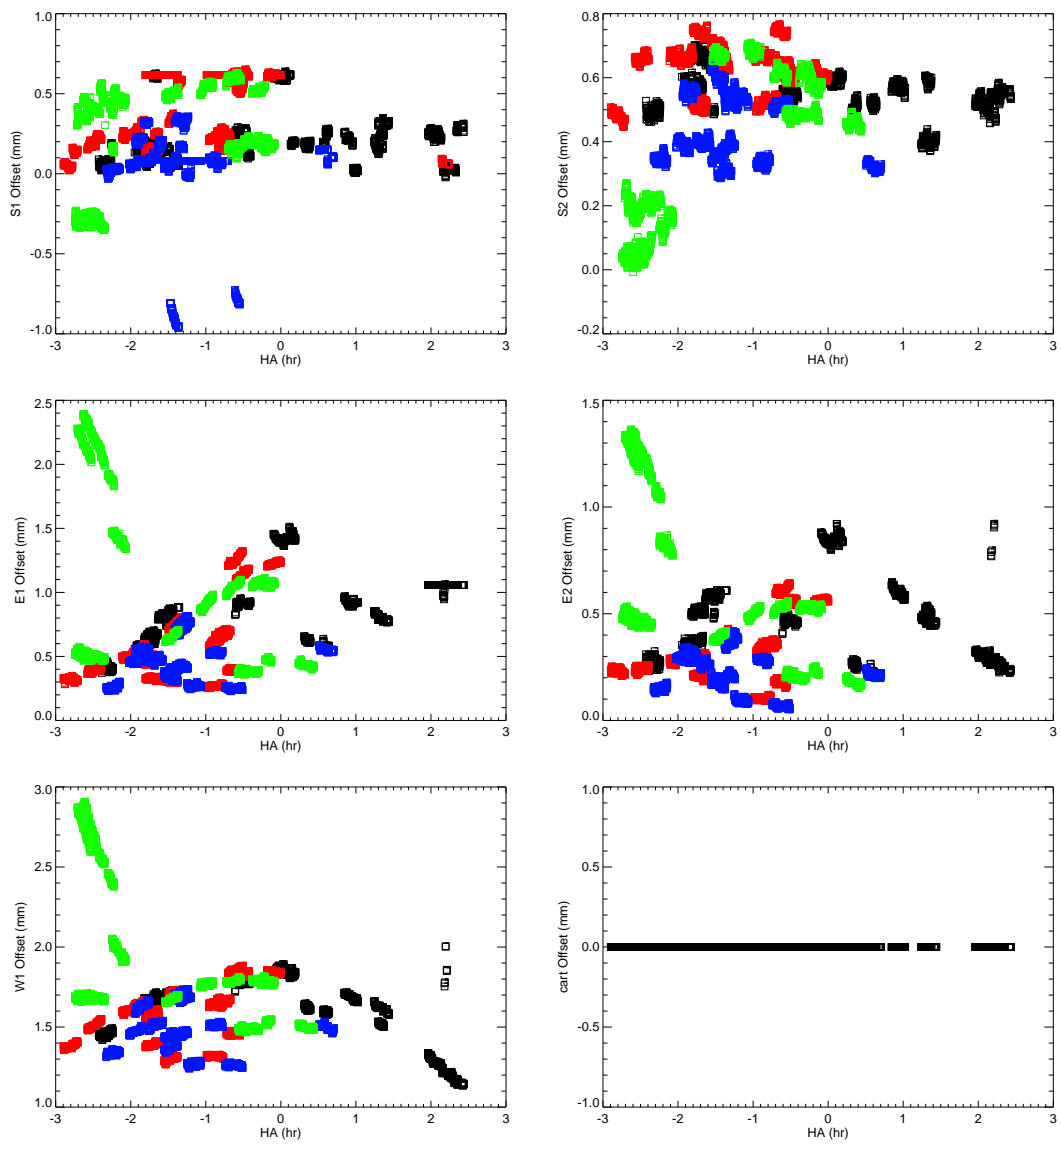 1.0
0.5
0.0
-0.5
-1.0
S1 Offset (mm)
-3 -2 -1 0 1 2 3
HA (hr)
0.8
0.6
0.4
0.2
0.0
-0.2
S2 Offset (mm)
-3 -2 -1 0 1 2 3
HA (hr)
2.5
2.0
1.5
1.0
0.5
0.0
E1 Offset (mm)
-3 -2 -1 0 1 2 3
HA (hr)
1.5
1.0
0.5
0.0
E2 Offset (mm)
-3 -2 -1 0 1 2 3
HA (hr)
3.0
2.5
2.0
1.5
1.0
W1 Offset (mm)
-3 -2 -1 0 1 2 3
HA (hr)
1.0
0.5
0.0
-0.5
-1.0
cart Offset (mm)
-3 -2 -1 0 1 2 3
HA (hr)